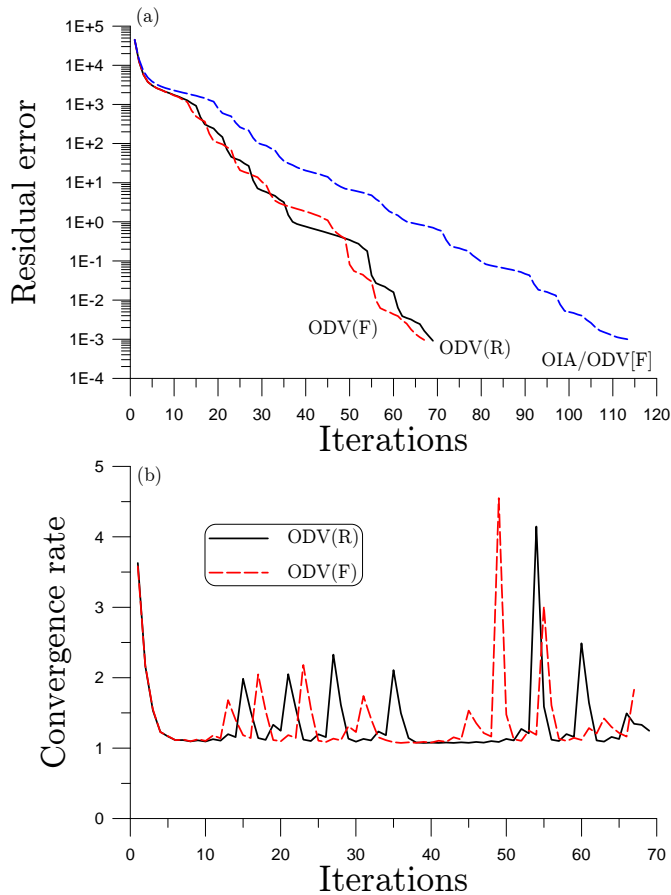 (a)
1E+5
1E+4
1E+3
1E+2
1E+1
1E+0
1E-1
1E-2
1E-3
1E-4
Residual error
ODV(F)
ODV(R)
OIA/ODV[F]
0 10 20 30 40 50 60 70 80 90 100 110 120
Iterations
(b)
5
4
3
2
1
0
Convergence rate
ODV(R)
ODV(F)
0 10 20 30 40 50 60 70
Iterations